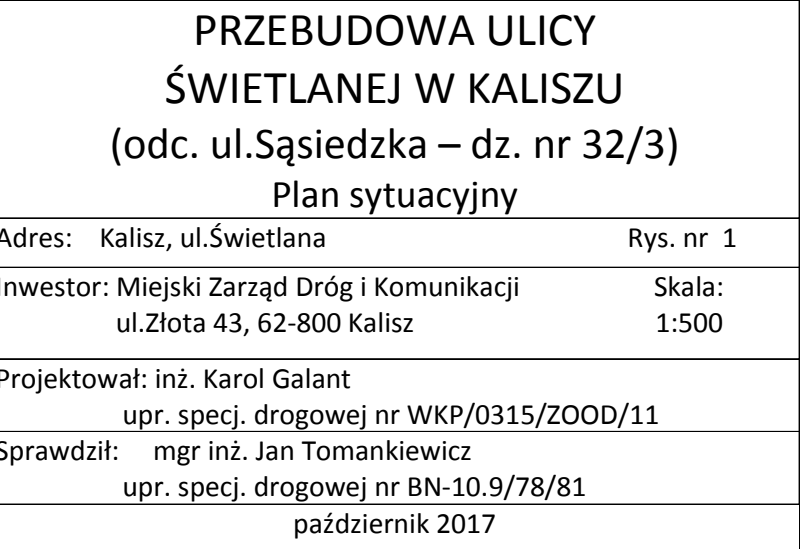 PRZEBUDOWA ULICY
ŚWIETLANEJ W KALISZU
(odc. ul.Sąsiedzka – dz. nr 32/3)
Plan sytuacyjny
Adres: Kalisz, ul.Świetlana Rys. nr 1
Inwestor: Miejski Zarząd Dróg i Komunikacji Skala:
ul.Złota 43, 62-800 Kalisz 1:500
Projektował: inż. Karol Galant
upr. specj. drogowej nr WKP/0315/ZOOD/11
Sprawdził: mgr inż. Jan Tomankiewicz
upr. specj. drogowej nr BN-10.9/78/81
październik 2017